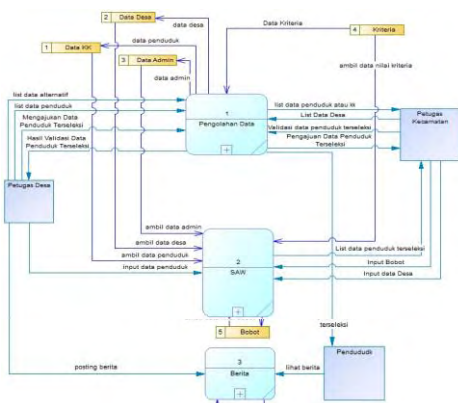 2 Data Desa
data desa
Data Kriteria
4 Kriteria
1 Data KK
data penduduk
3 Data Admin
data admin
ambil data nilai kriteria
list data alternatif
list data penduduk
Mengajukan Data
Penduduk Terseleksi
Hasil Validasi Data
Penduduk Terseleksi
1
Pengolahan Data
list data penduduk atau kk
List Data Desa
Validasi data penduduk terseleksi
Pengajuan Data Penduduk
Terseleksi
Petugas
Kecamatan
Petugas Desa
ambil data admin
ambil data desa
ambil data penduduk
input data penduduk
2
SAW
List data penduduk terseleksi
Input Bobot
Input data Desa
5 Bobot
terseleksi
posting berita
3
Berita
lihat berita
Pendududk